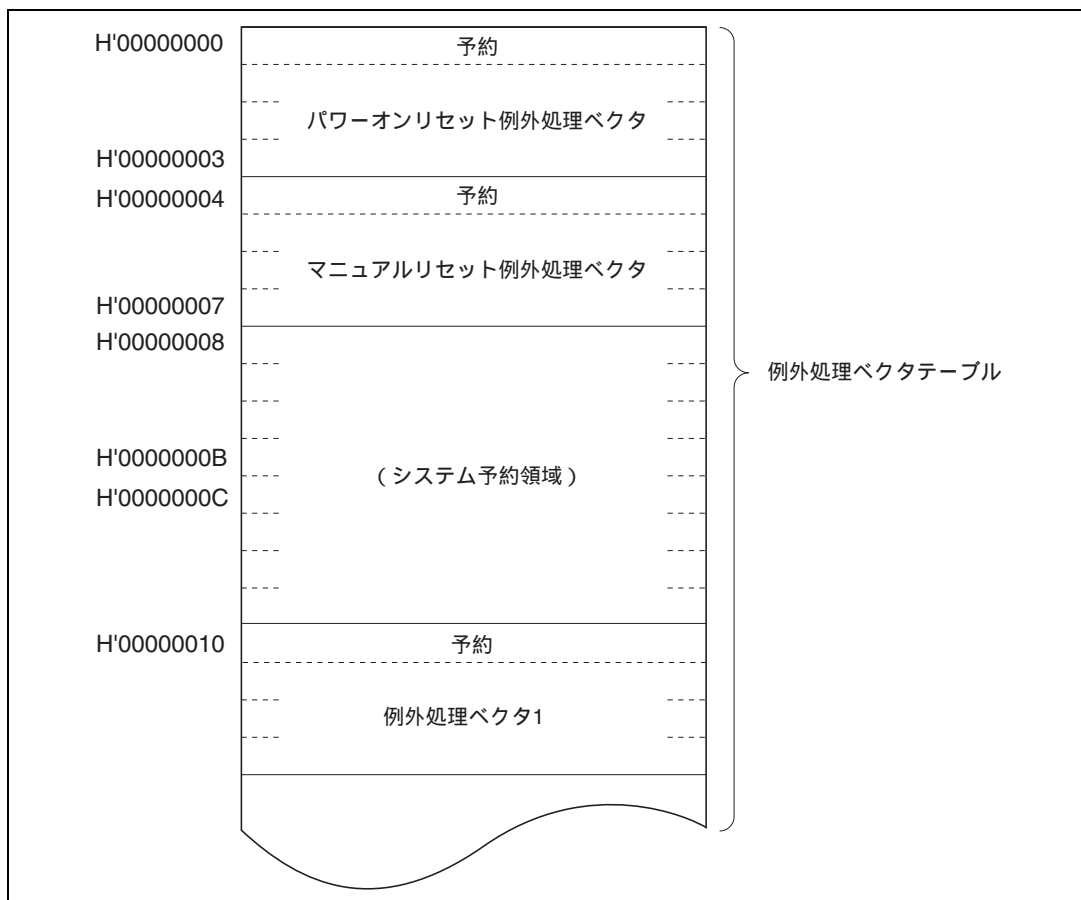 H'00000000
予約
パワーオンリセット例外処理ベクタ
H'00000003
H'00000004
予約
マニュアルリセット例外処理ベクタ
H'00000007
H'00000008
例外処理ベクタテーブル
H'0000000B
(システム予約領域)
H'0000000C
H'00000010
予約
例外処理ベクタ1